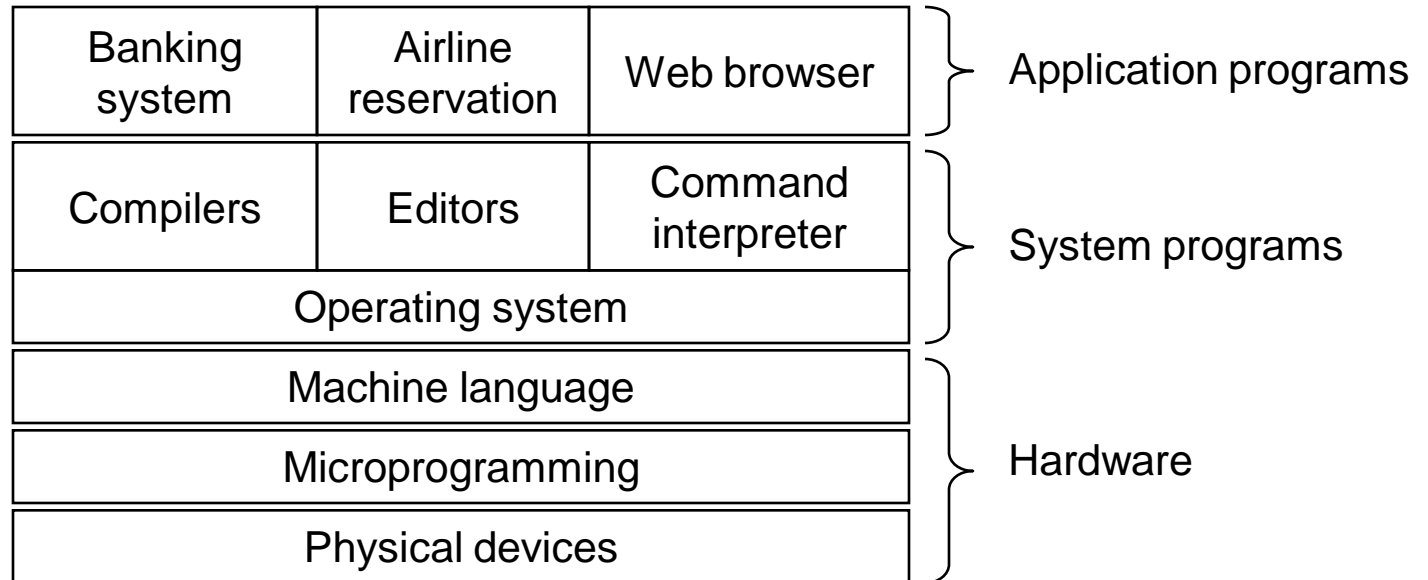 Banking
system
Airline
reservation
Web browser
Application programs
Compilers
Editors
Command
interpreter
System programs
Operating system
Machine language
Microprogramming
Hardware
Physical devices